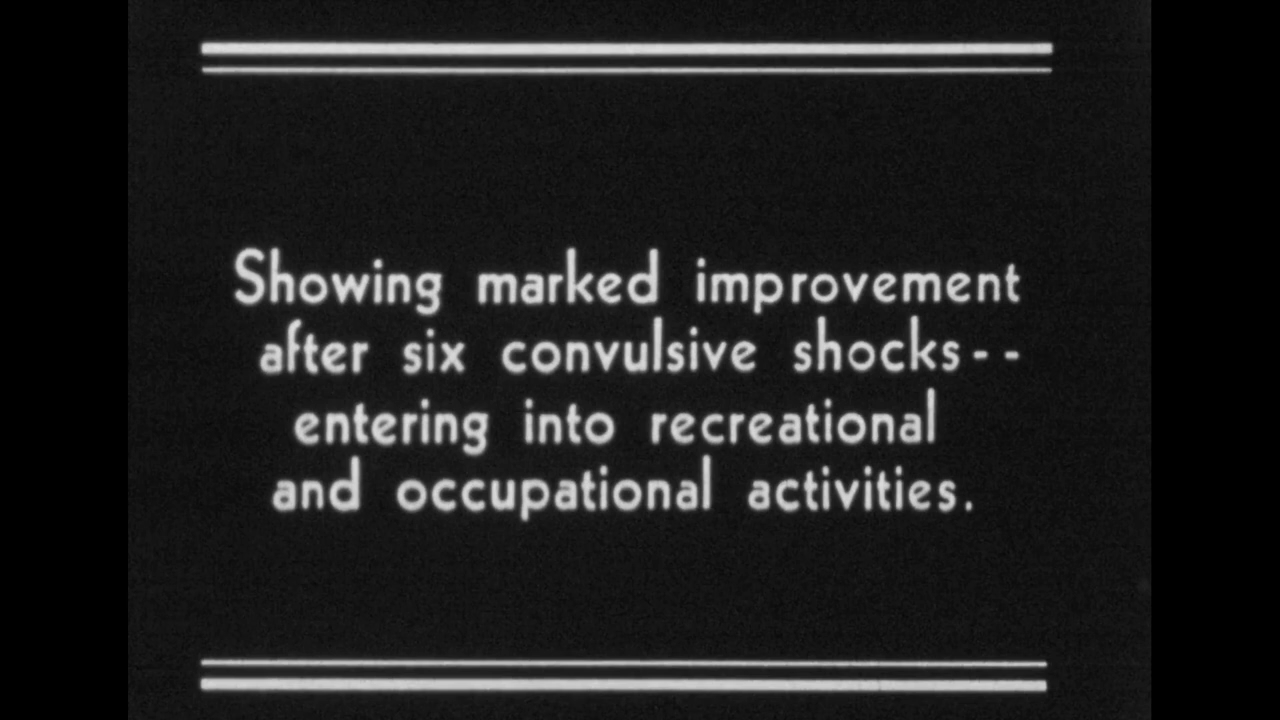 Showing marked improvement
after six convulsive shocks--
entering into recreational
and occupational activities.